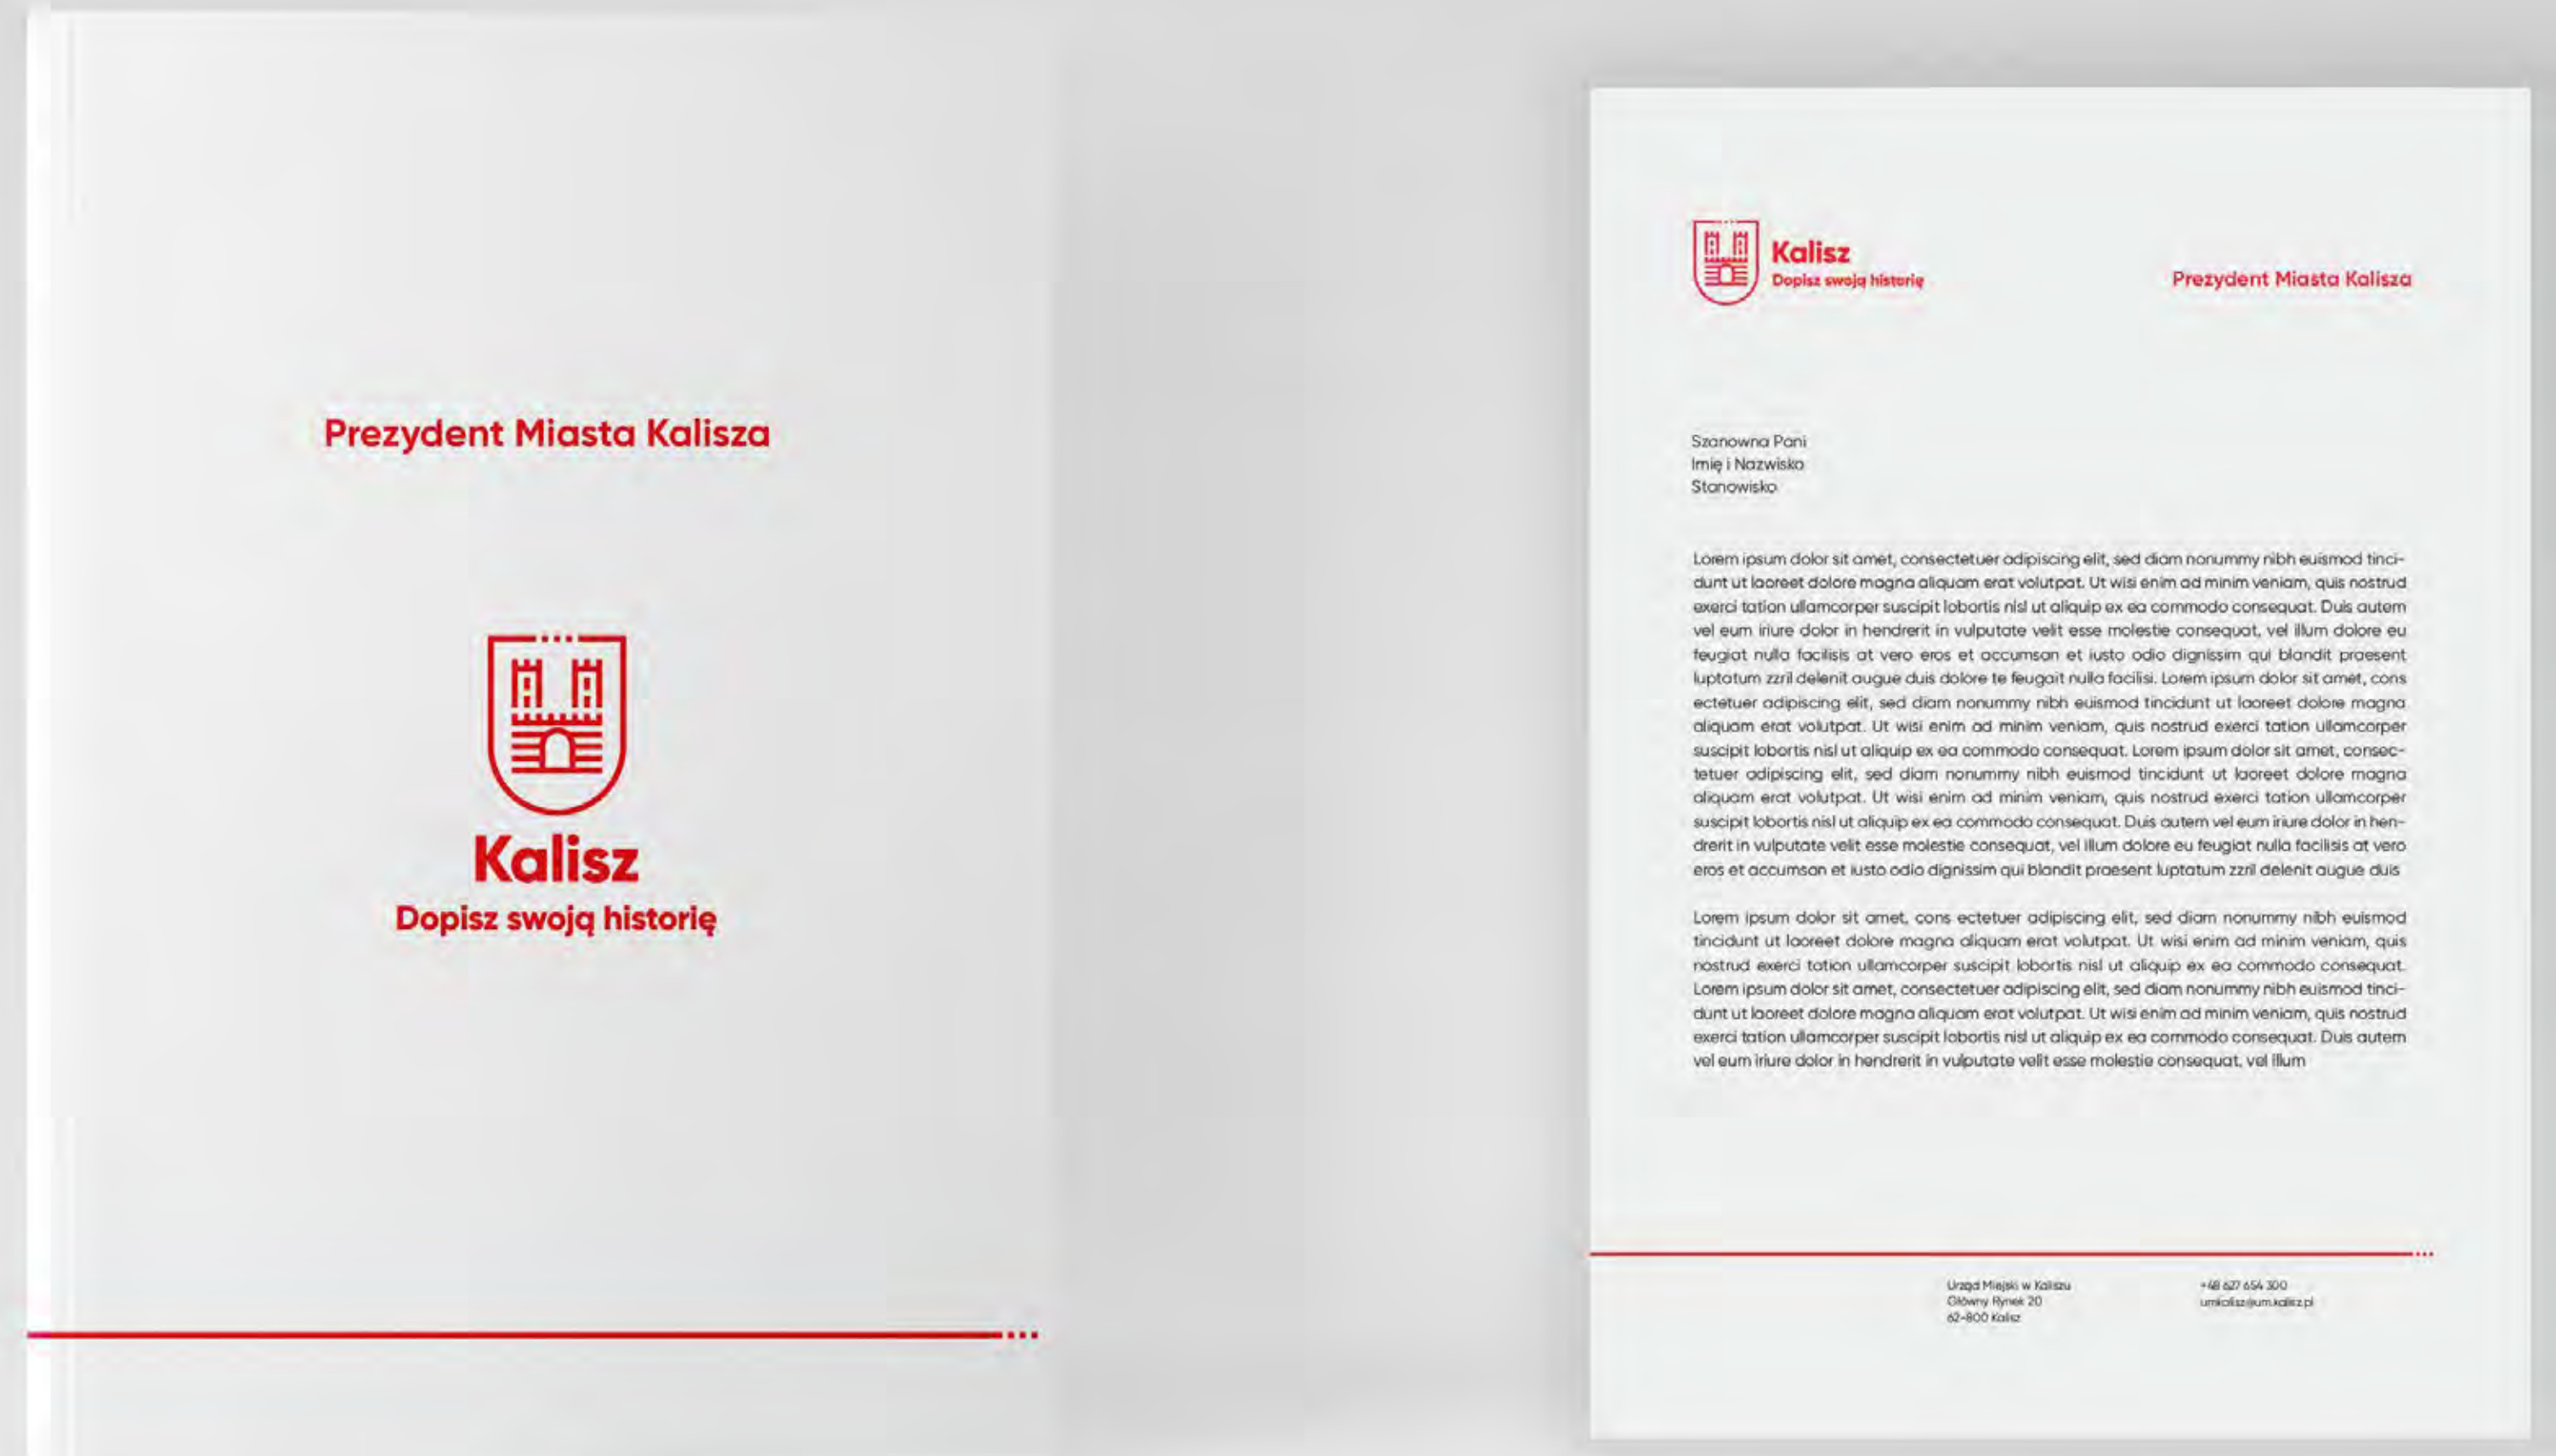 Prezydent Miasta Kalisza
Kalisz
Dopisz swoją historię
Kalisz
Dopisz swoją historię
Prezydent Miasta Kalisza
Szanowna Pani
Imię i Nazwisko
Stanowisko
Lorem ipsum dolor sit amet, consectetuer adipiscing elit, sed diam nonummy nibh euismod tinci-
dunt ut laoreet dolore magna aliquam erat volutpat. Ut wisi enim ad minim veniam, quis nostrud
exerci tation ullamcorper suscipit lobortis nisl ut aliquip ex ea commodo consequat. Duis autem
vel eum iriure dolor in hendrerit in vulputate velit esse molestie consequat, vel illum dolore eu
feugiat nulla facilisis at vero eros et accumsan et iusto odio dignissim qui blandit praesent
luptatum zzril delenit augue duis dolore te feugait nulla facilisi. Lorem ipsum dolor sit amet, cons
ectetuer adipiscing elit, sed diam nonummy nibh euismod tincidunt ut laoreet dolore magna
aliquam erat volutpat. Ut wisi enim ad minim veniam, quis nostrud exerci tation ullamcorper
suscipit lobortis nisl ut aliquip ex ea commodo consequat. Lorem ipsum dolor sit amet, consec-
tetuer adipiscing elit, sed diam nonummy nibh euismod tincidunt ut laoreet dolore magna
aliquam erat volutpat. Ut wisi enim ad minim veniam, quis nostrud exerci tation ullamcorper
suscipit lobortis nisl ut aliquip ex ea commodo consequat. Duis autem vel eum iriure dolor in hen-
drerit in vulputate velit esse molestie consequat, vel illum dolore eu feugiat nulla facilisis at vero
eros et accumsan et iusto odio dignissim qui blandit praesent luptatum zzril delenit augue duis
Lorem ipsum dolor sit amet, cons ectetuer adipiscing elit, sed diam nonummy nibh euismod
tincidunt ut laoreet dolore magna aliquam erat volutpat. Ut wisi enim ad minim veniam, quis
nostrud exerci tation ullamcorper suscipit lobortis nisl ut aliquip ex ea commodo consequat.
Lorem ipsum dolor sit amet, consectetuer adipiscing elit, sed diam nonummy nibh euismod tinci-
dunt ut laoreet dolore magna aliquam erat volutpat. Ut wisi enim ad minim veniam, quis nostrud
exerci tation ullamcorper suscipit lobortis nisl ut aliquip ex ea commodo consequat. Duis autem
vel eum iriure dolor in hendrerit in vulputate velit esse molestie consequat, vel illum
Urząd Miejski w Kaliszu
Główny Rynek 20
62-800 Kalisz
+48 627 654 300
umkalisz@um.kalisz.pl